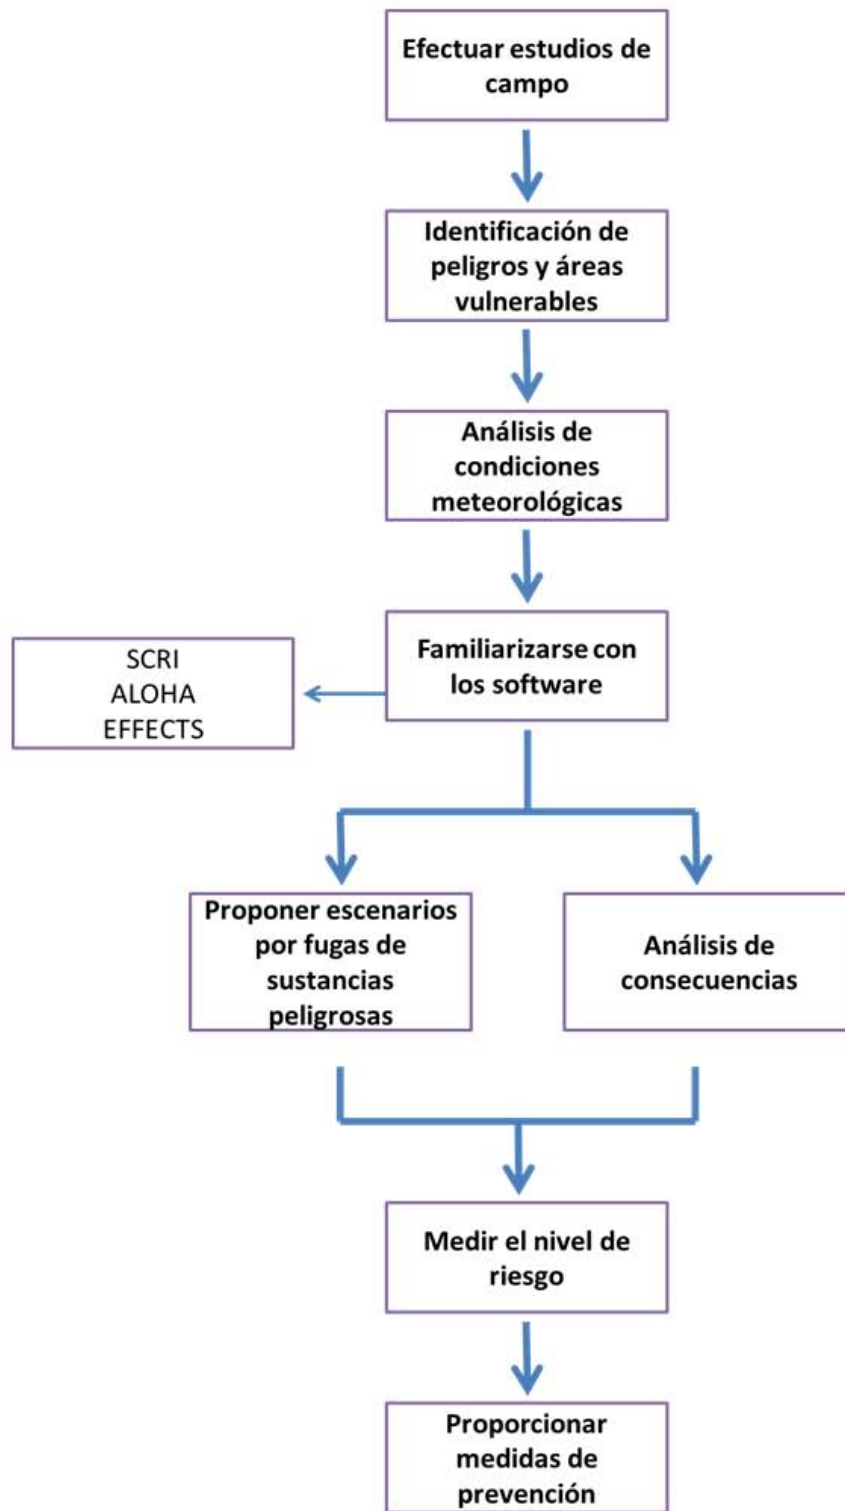 Efectuar estudios de
campo
Identificación de
peligros y áreas
vulnerables
Análisis de
condiciones
meteorológicas
Familiarizarse con
los software
SCRI
ALOHA
EFFECTS
Proponer escenarios
por fugas de
sustancias
peligrosas
Análisis de
consecuencias
Medir el nivel de
riesgo
Proporcionar
medidas de
prevención